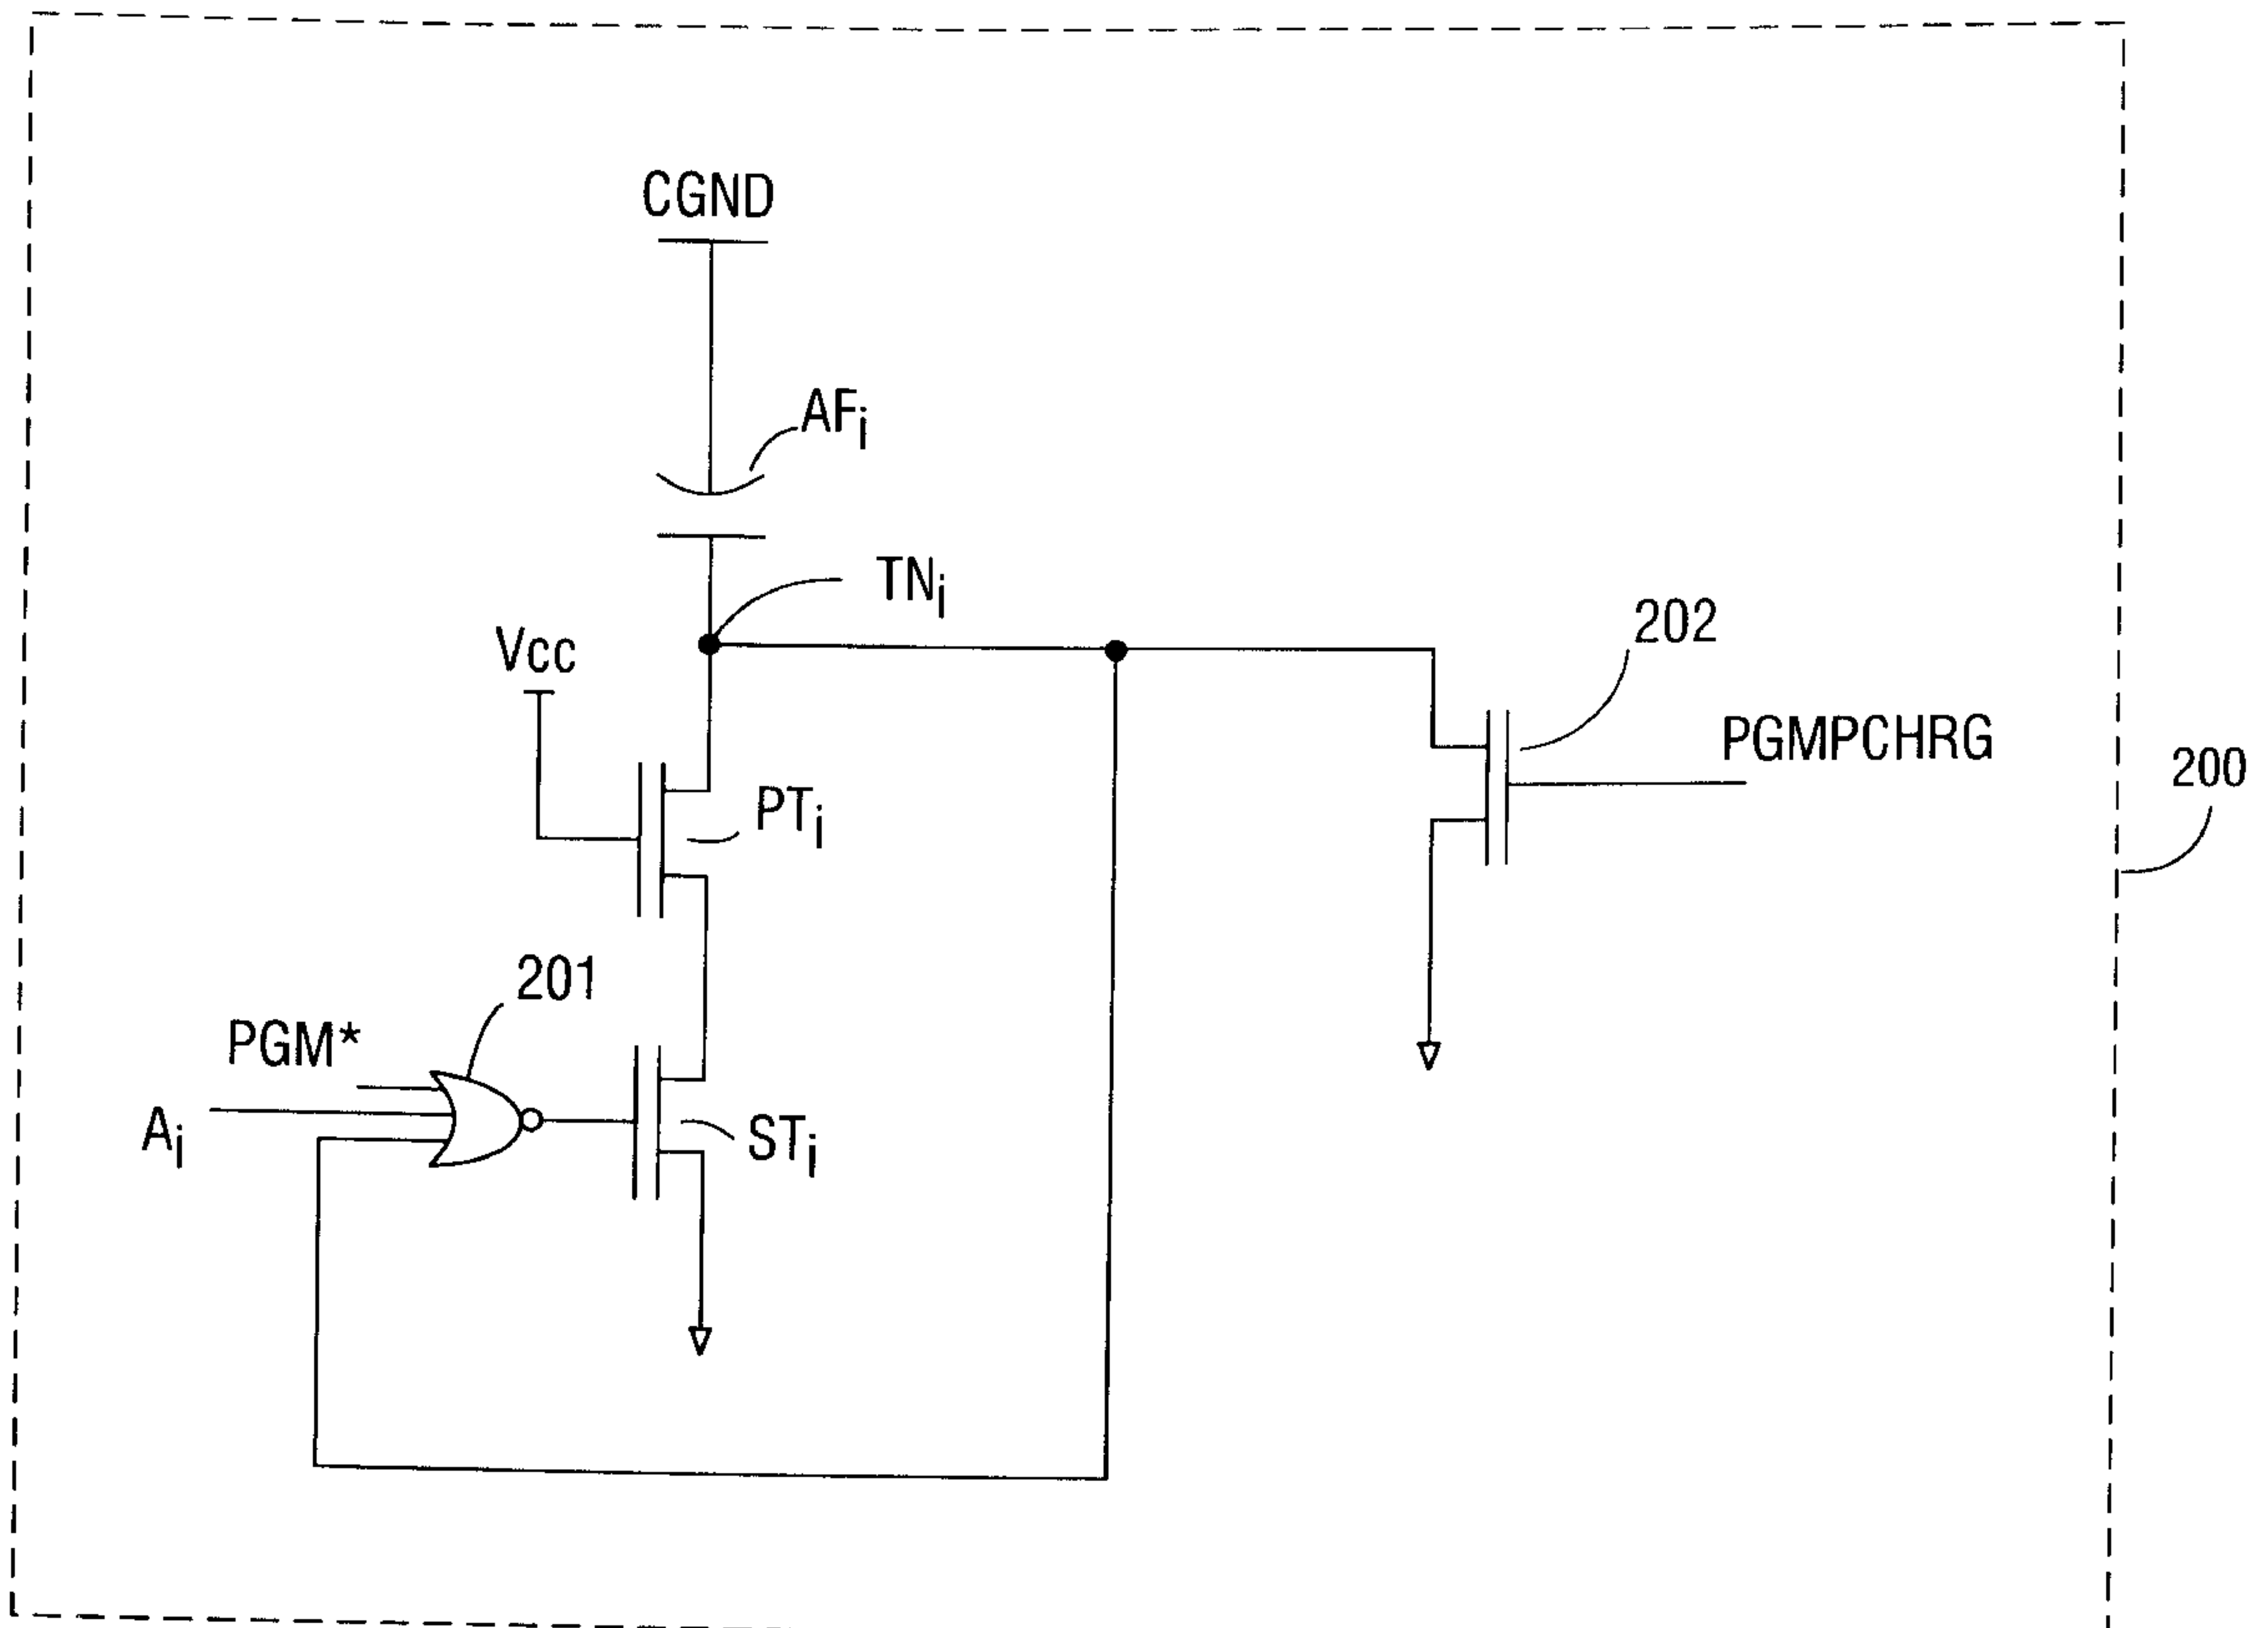 CGND
AFi
TNi
Vcc
202
PGMPCHRG
200
PTi
201
PGM*
Ai
STi